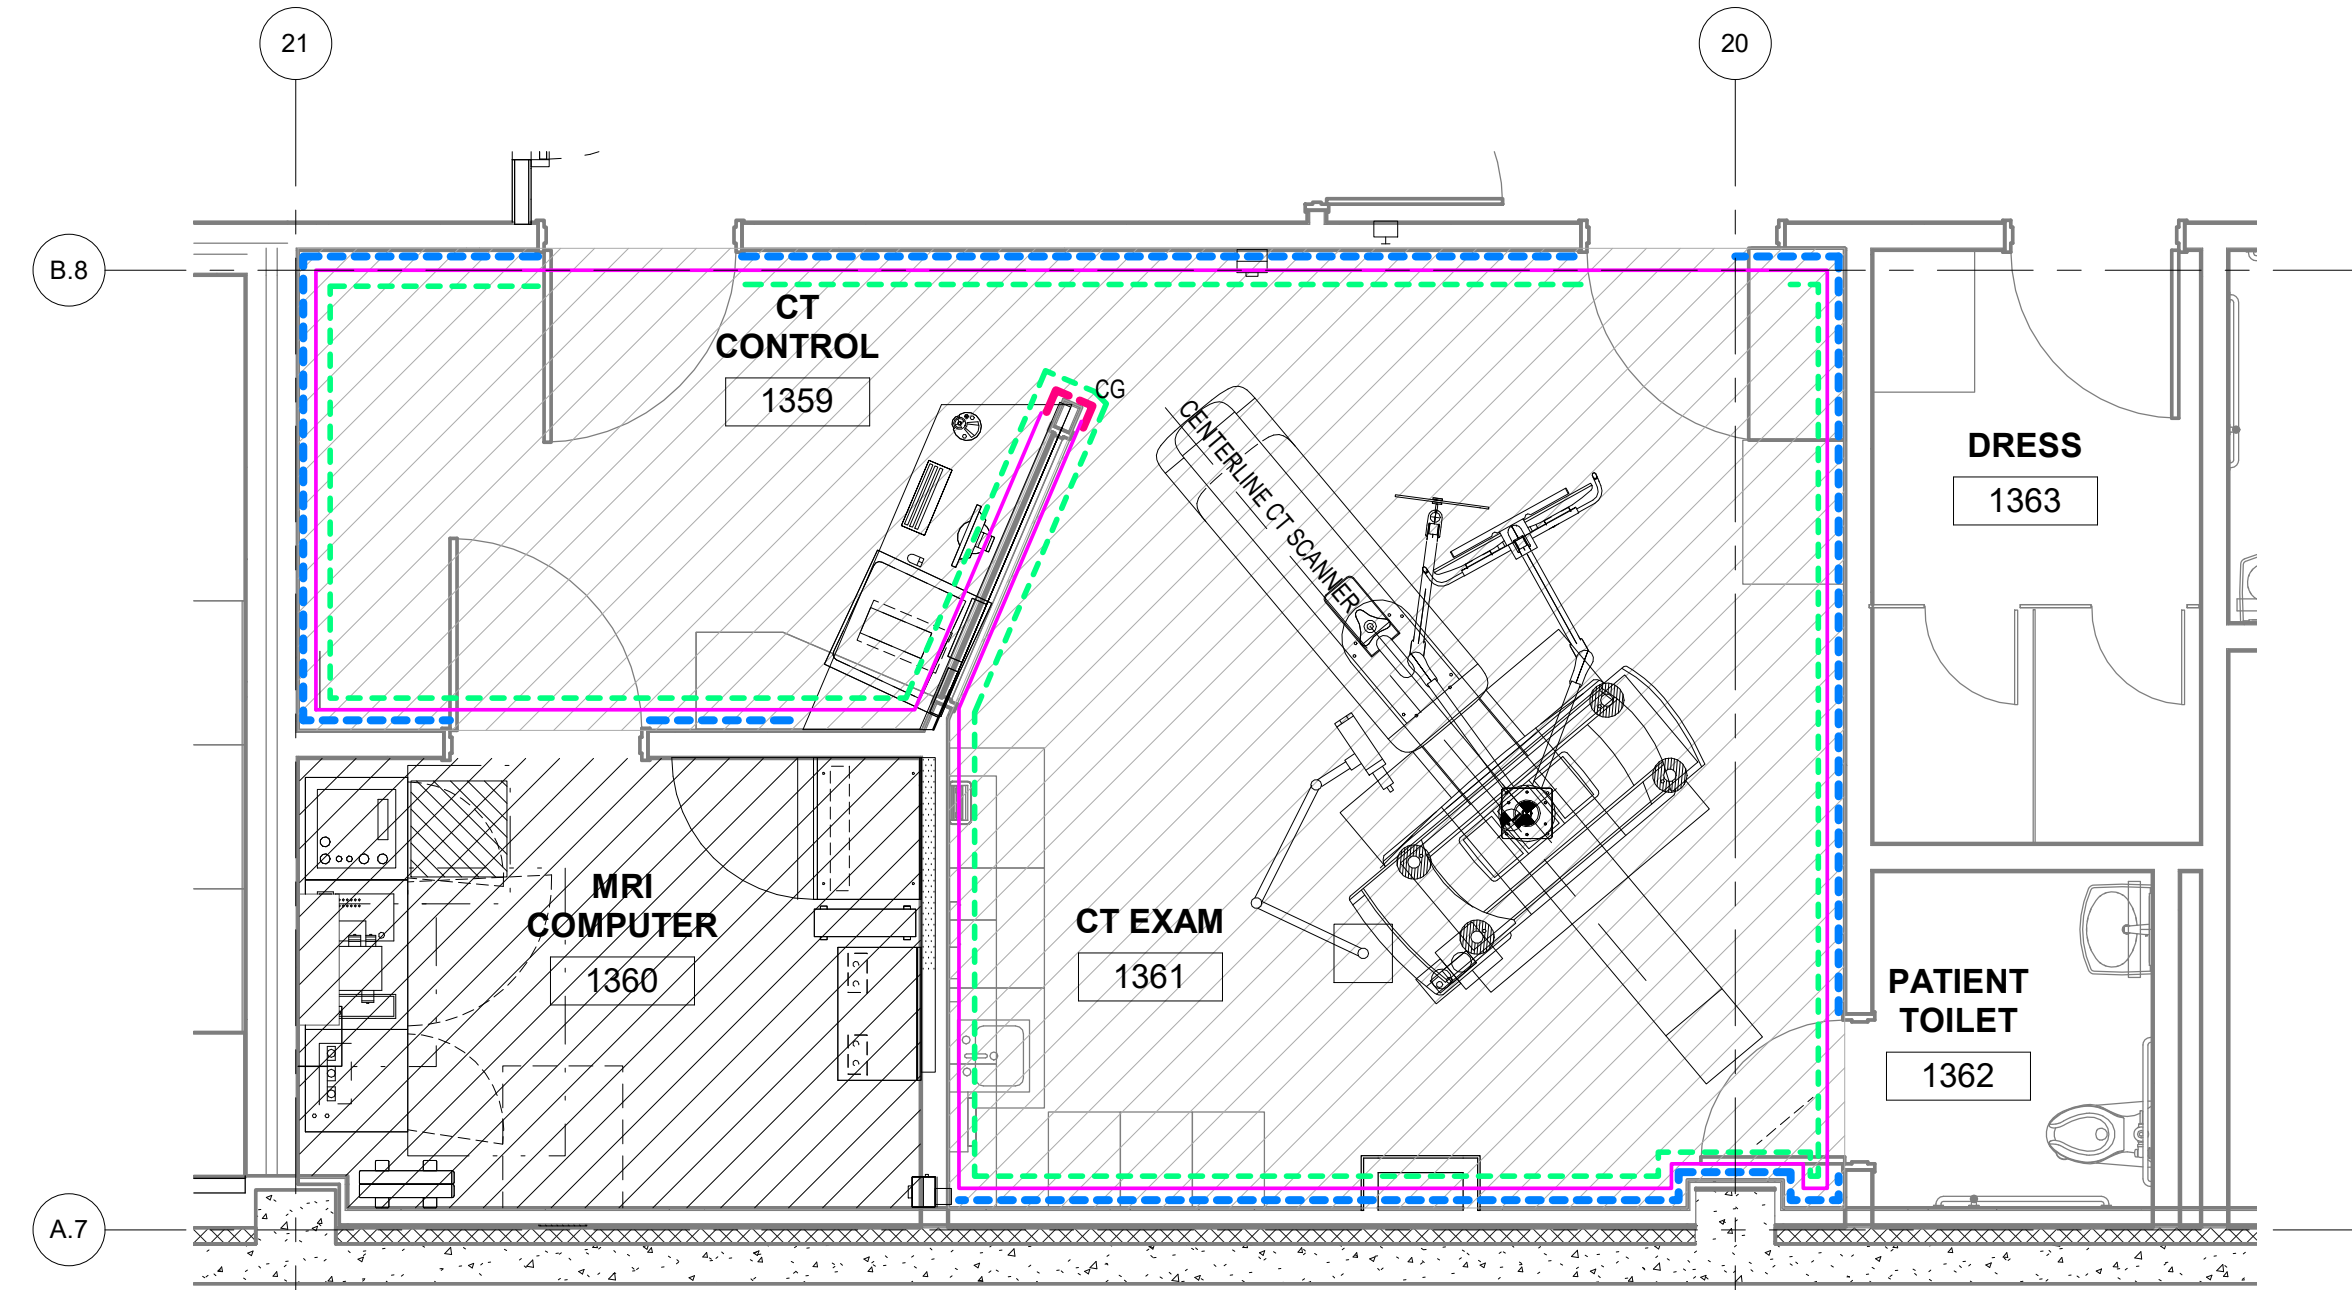 21
20
B.8
CT
CONTROL
1359
CG
CENTERLINE CT SCANNER
DRESS
1363
MRI
COMPUTER
1360
CT EXAM
1361
PATIENT
TOILET
1362
A.7